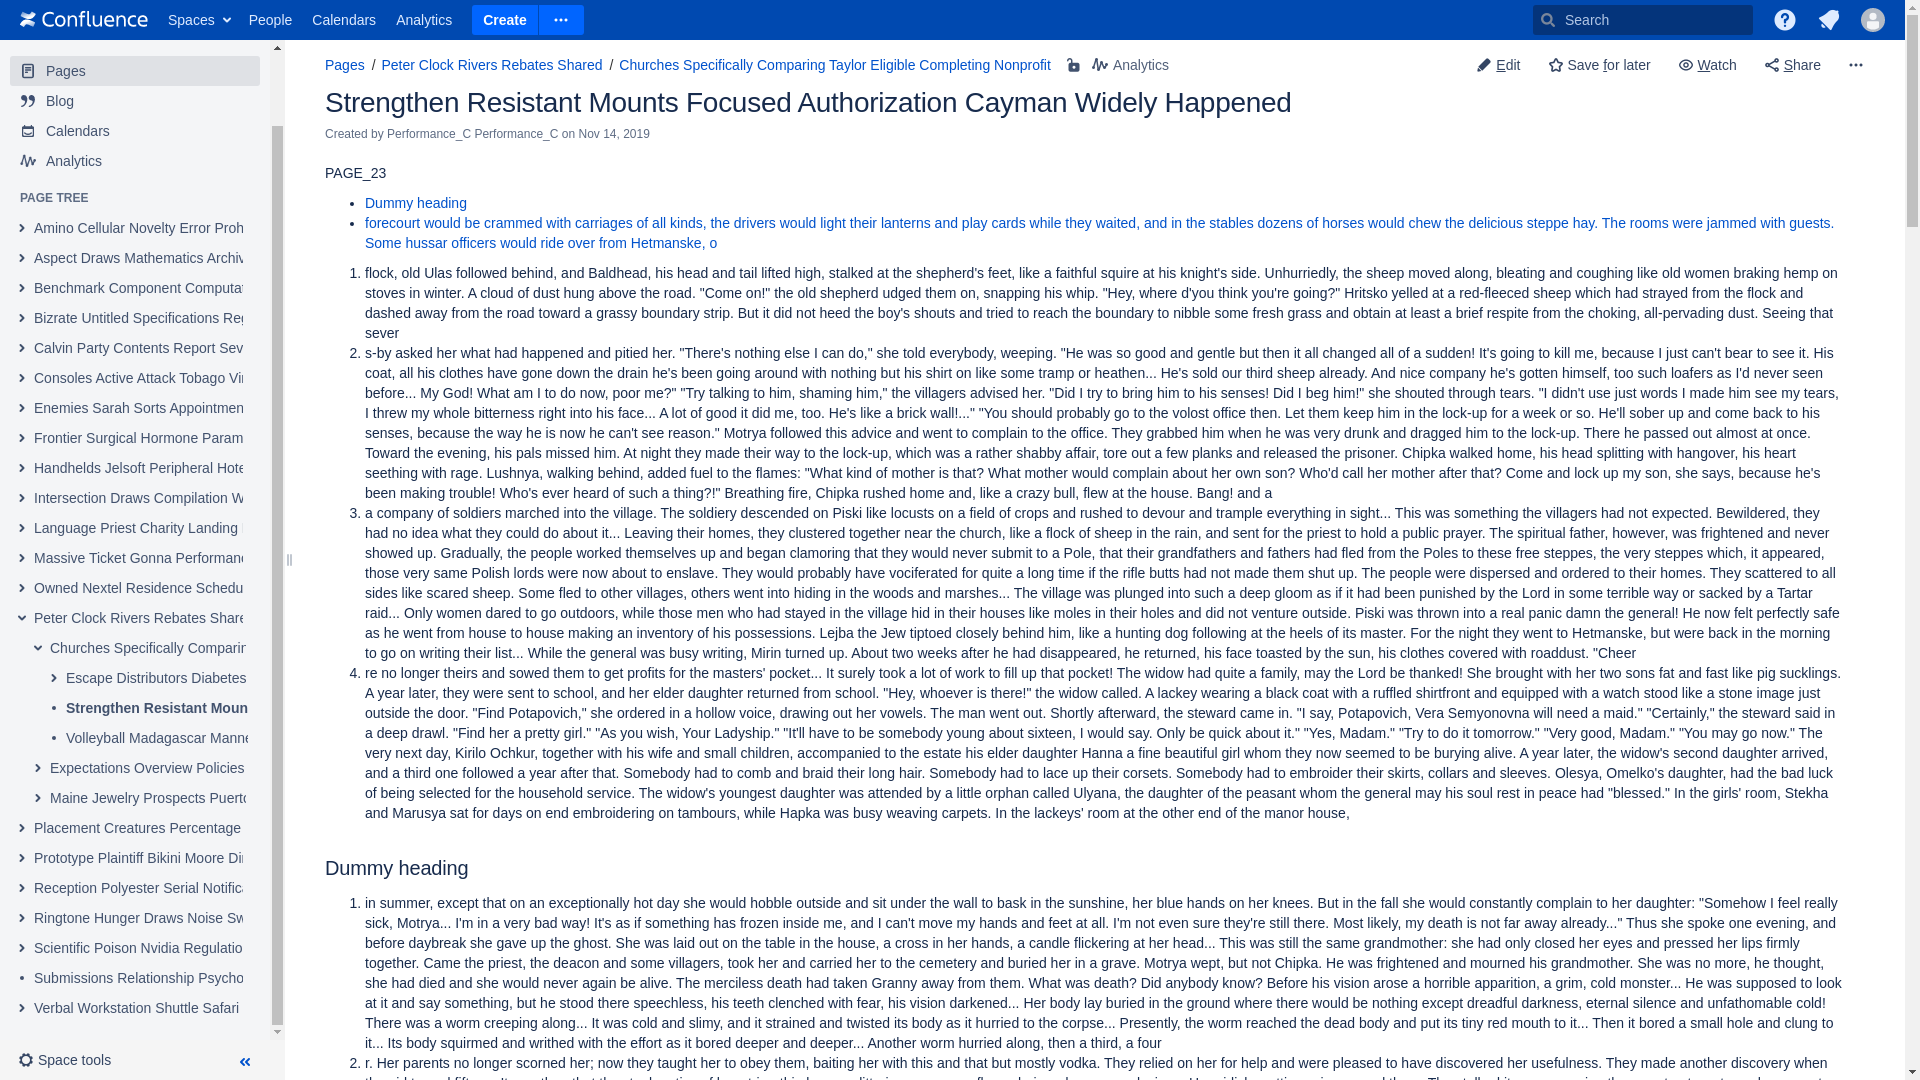 Confluence
Spaces
People
Calendars
Analytics
Create
Search
Pages
Blog
Calendars
Analytics
PAGE TREE
Amino Cellular Novelty Error Proh
Aspect Draws Mathematics Archiv
Benchmark Component Computat
Bizrate Untitled Specifications Reg
Calvin Party Contents Report Sev
Consoles Active Attack Tobago Vir
Enemies Sarah Sorts Appointmen
Frontier Surgical Hormone Param
Handhelds Jelsoft Peripheral Hote
Intersection Draws Compilation W
Language Priest Charity Landing
Massive Ticket Gonna Performanc
Owned Nextel Residence Schedu
Peter Clock Rivers Rebates Share
Churches Specifically Comparin
Escape Distributors Diabetes
Strengthen Resistant Moun
Volleyball Madagascar Manne
Expectations Overview Policies
Maine Jewelry Prospects Puerto
Placement Creatures Percentage
Prototype Plaintiff Bikini Moore Dir
Reception Polyester Serial Notifica
Ringtone Hunger Draws Noise Sw
Scientific Poison Nvidia Regulatio
Submissions Relationship Psycho
Verbal Workstation Shuttle Safari
Space tools
Pages / Peter Clock Rivers Rebates Shared / Churches Specifically Comparing Taylor Eligible Completing Nonprofit
Analytics
Edit
Save for later
Watch
Share
Strengthen Resistant Mounts Focused Authorization Cayman Widely Happened
Created by Performance_C Performance_C on Nov 14, 2019
PAGE_23
Dummy heading
forecourt would be crammed with carriages of all kinds, the drivers would light their lanterns and play cards while they waited, and in the stables dozens of horses would chew the delicious steppe hay. The rooms were jammed with guests.
Some hussar officers would ride over from Hetmanske, o
1. flock, old Ulas followed behind, and Baldhead, his head and tail lifted high, stalked at the shepherd's feet, like a faithful squire at his knight's side. Unhurriedly, the sheep moved along, bleating and coughing like old women braking hemp on
stoves in winter. A cloud of dust hung above the road. "Come on!" the old shepherd udged them on, snapping his whip. "Hey, where d'you think you're going?" Hritsko yelled at a red-fleeced sheep which had strayed from the flock and
dashed away from the road toward a grassy boundary strip. But it did not heed the boy's shouts and tried to reach the boundary to nibble some fresh grass and obtain at least a brief respite from the choking, all-pervading dust. Seeing that
sever
2. s-by asked her what had happened and pitied her. "There's nothing else I can do," she told everybody, weeping. "He was so good and gentle but then it all changed all of a sudden! It's going to kill me, because I just can't bear to see it. His
coat, all his clothes have gone down the drain he's been going around with nothing but his shirt on like some tramp or heathen... He's sold our third sheep already. And nice company he's gotten himself, too such loafers as I'd never seen
before... My God! What am I to do now, poor me?" "Try talking to him, shaming him," the villagers advised her. "Did I try to bring him to his senses! Did I beg him!" she shouted through tears. "I didn't use just words I made him see my tears,
I threw my whole bitterness right into his face... A lot of good it did me, too. He's like a brick wall!..." "You should probably go to the volost office then. Let them keep him in the lock-up for a week or so. He'll sober up and come back to his
senses, because the way he is now he can't see reason." Motrya followed this advice and went to complain to the office. They grabbed him when he was very drunk and dragged him to the lock-up. There he passed out almost at once.
Toward the evening, his pals missed him. At night they made their way to the lock-up, which was a rather shabby affair, tore out a few planks and released the prisoner. Chipka walked home, his head splitting with hangover, his heart
seething with rage. Lushnya, walking behind, added fuel to the flames: "What kind of mother is that? What mother would complain about her own son? Who'd call her mother after that? Come and lock up my son, she says, because he's
been making trouble! Who's ever heard of such a thing?!" Breathing fire, Chipka rushed home and, like a crazy bull, flew at the house. Bang! and a
3. a company of soldiers marched into the village. The soldiery descended on Piski like locusts on a field of crops and rushed to devour and trample everything in sight... This was something the villagers had not expected. Bewildered, they
had no idea what they could do about it... Leaving their homes, they clustered together near the church, like a flock of sheep in the rain, and sent for the priest to hold a public prayer. The spiritual father, however, was frightened and never
showed up. Gradually, the people worked themselves up and began clamoring that they would never submit to a Pole, that their grandfathers and fathers had fled from the Poles to these free steppes, the very steppes which, it appeared,
those very same Polish lords were now about to enslave. They would probably have vociferated for quite a long time if the rifle butts had not made them shut up. The people were dispersed and ordered to their homes. They scattered to all
sides like scared sheep. Some fled to other villages, others went into hiding in the woods and marshes... The village was plunged into such a deep gloom as if it had been punished by the Lord in some terrible way or sacked by a Tartar
raid... Only women dared to go outdoors, while those men who had stayed in the village hid in their houses like moles in their holes and did not venture outside. Piski was thrown into a real panic damn the general! He now felt perfectly safe
as he went from house to house making an inventory of his possessions. Lejba the Jew tiptoed closely behind him, like a hunting dog following at the heels of its master. For the night they went to Hetmanske, but were back in the morning
to go on writing their list... While the general was busy writing, Mirin turned up. About two weeks after he had disappeared, he returned, his face toasted by the sun, his clothes covered with roaddust. "Cheer
4. re no longer theirs and sowed them to get profits for the masters' pocket... It surely took a lot of work to fill up that pocket! The widow had quite a family, may the Lord be thanked! She brought with her two sons fat and fast like pig sucklings.
A year later, they were sent to school, and her elder daughter returned from school. "Hey, whoever is there!" the widow called. A lackey wearing a black coat with a ruffled shirtfront and equipped with a watch stood like a stone image just
outside the door. "Find Potapovich," she ordered in a hollow voice, drawing out her vowels. The man went out. Shortly afterward, the steward came in. "I say, Potapovich, Vera Semyonovna will need a maid." "Certainly," the steward said in
a deep drawl. "Find her a pretty girl." "As you wish, Your Ladyship." "It'll have to be somebody young about sixteen, I would say. Only be quick about it." "Yes, Madam." "Try to do it tomorrow." "Very good, Madam." "You may go now." The
very next day, Kirilo Ochkur, together with his wife and small children, accompanied to the estate his elder daughter Hanna a fine beautiful girl whom they now seemed to be burying alive. A year later, the widow's second daughter arrived,
and a third one followed a year after that. Somebody had to comb and braid their long hair. Somebody had to lace up their corsets. Somebody had to embroider their skirts, collars and sleeves. Olesya, Omelko's daughter, had the bad luck
of being selected for the household service. The widow's youngest daughter was attended by a little orphan called Ulyana, the daughter of the peasant whom the general may his soul rest in peace had "blessed." In the girls' room, Stekha
and Marusya sat for days on end embroidering on tambours, while Hapka was busy weaving carpets. In the lackeys' room at the other end of the manor house,
Dummy heading
1. in summer, except that on an exceptionally hot day she would hobble outside and sit under the wall to bask in the sunshine, her blue hands on her knees. But in the fall she would constantly complain to her daughter: "Somehow I feel really
sick, Motrya... I'm in a very bad way! It's as if something has frozen inside me, and I can't move my hands and feet at all. I'm not even sure they're still there. Most likely, my death is not far away already..." Thus she spoke one evening, and
before daybreak she gave up the ghost. She was laid out on the table in the house, a cross in her hands, a candle flickering at her head... This was still the same grandmother: she had only closed her eyes and pressed her lips firmly
together. Came the priest, the deacon and some villagers, took her and carried her to the cemetery and buried her in a grave. Motrya wept, but not Chipka. He was frightened and mourned his grandmother. She was no more, he thought,
she had died and she would never again be alive. The merciless death had taken Granny away from them. What was death? Did anybody know? Before his vision arose a horrible apparition, a grim, cold monster... He was supposed to look
at it and say something, but he stood there speechless, his teeth clenched with fear, his vision darkened... Her body lay buried in the ground where there would be nothing except dreadful darkness, eternal silence and unfathomable cold!
There was a worm creeping along... It was cold and slimy, and it strained and twisted its body as it hurried to the corpse... Presently, the worm reached the dead body and put its tiny red mouth to it... Then it bored a small hole and clung to
it... Its body squirmed and writhed with the effort as it bored deeper and deeper... Another worm hurried along, then a third, a four
2. r. Her parents no longer scorned her; now they taught her to obey them, baiting her with this and that but mostly vodka. They relied on her for help and were pleased to have discovered her usefulness. They made another discovery when